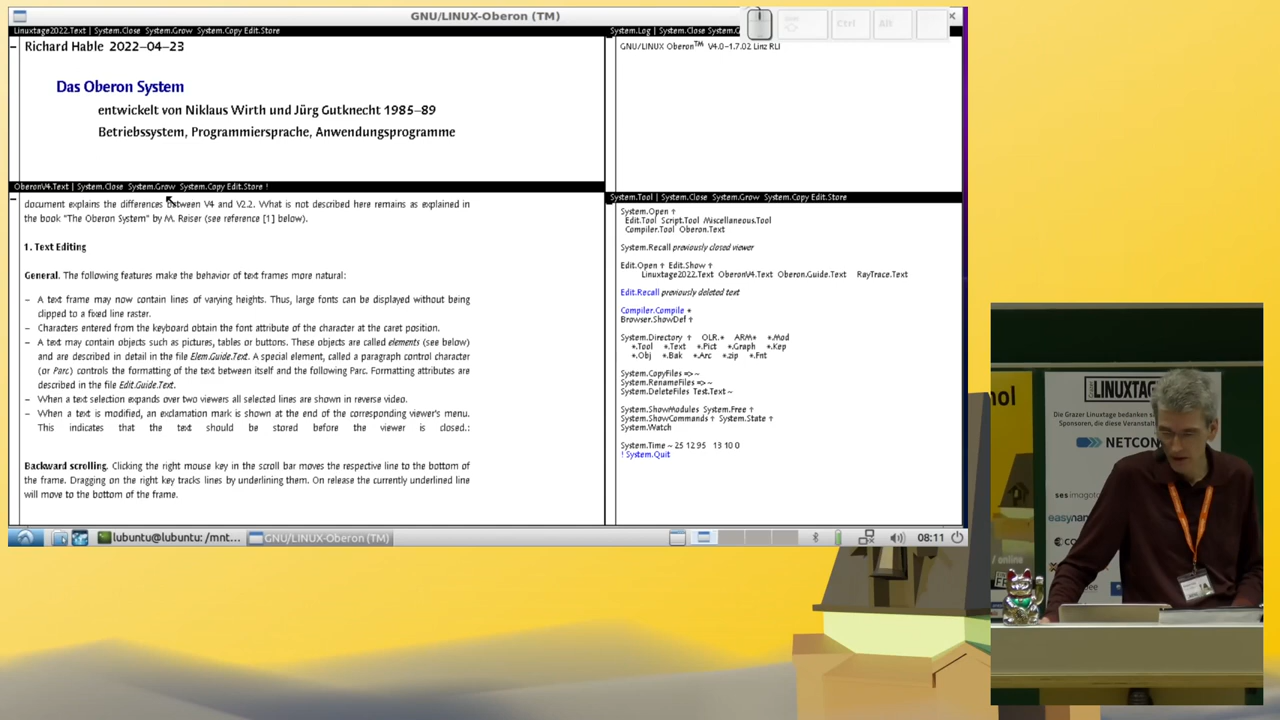 GNU/LINUX-Oberon (TM)
Linuxtage2022.Text | System.Close System.Grow System.Copy Edit.Store
Richard Hable 2022–04–23
Das Oberon System
entwickelt von Niklaus Wirth und Jürg Gutknecht 1985–89
Betriebssystem, Programmiersprache, Anwendungsprogramme
OberonV4.Text | System.Close System.Grow System.Copy Edit.Store !
document explains the differences between V4 and V2.2. What is not described here remains as explained in
the book "The Oberon System" by M. Reiser (see reference [1] below).
1. Text Editing
General. The following features make the behavior of text frames more natural:
– A text frame may now contain lines of varying heights. Thus, large fonts can be displayed without being
clipped to a fixed line raster.
– Characters entered from the keyboard obtain the font attribute of the character at the caret position.
– A text may contain objects such as pictures, tables or buttons. These objects are called elements (see below)
and are described in detail in the file Elem.Guide.Text. A special element, called a paragraph control character
(or Parc) controls the formatting of the text between itself and the following Parc. Formatting attributes are
described in the file Edit.Guide.Text.
– When a text selection expands over two viewers all selected lines are shown in reverse video.
– When a text is modified, an exclamation mark is shown at the end of the corresponding viewer's menu.
This indicates that the text should be stored before the viewer is closed.:
Backward scrolling. Clicking the right mouse key in the scroll bar moves the respective line to the bottom of
the frame. Dragging on the right key tracks lines by underlining them. On release the currently underlined line
will move to the bottom of the frame.
System.Log | System.Close System.G
Ctrl
Alt
GNU/LINUX Oberon™ V4.0-1.7.02 Linz RLI
System.Tool | System.Close System.Grow System.Copy Edit.Store
System.Open ↑
Edit.Tool Script.Tool Miscellaneous.Tool
Compiler.Tool Oberon.Text
System.Recall previously closed viewer
Edit.Open ↑ Edit.Show ↑
Linuxtage2022.Text OberonV4.Text Oberon.Guide.Text RayTrace.Text
Edit.Recall previously deleted text
Compiler.Compile *
Browser.ShowDef ↑
System.Directory ↑ OLR.* ARM* *.Mod
*.Tool *.Text *.Pict *.Graph *.Kep
*.Obj *.Bak *.Arc *.zip *.Fnt
System.CopyFiles => ~
System.RenameFiles => ~
System.DeleteFiles Test.Text ~
System.ShowModules System.Free ↑
System.ShowCommands ↑ System.State ↑
System.Watch
System.Time ~ 25 12 95 13 10 0
! System.Quit
lubuntu@lubuntu: /mnt...
GNU/LINUX-Oberon (TM)
08:11
nol
LINUXTAGE
Die Grazer Linuxtage bedanken
Sponsoren, die diese Veranstalt
NETCON
ses imagoto
easynam
/ online